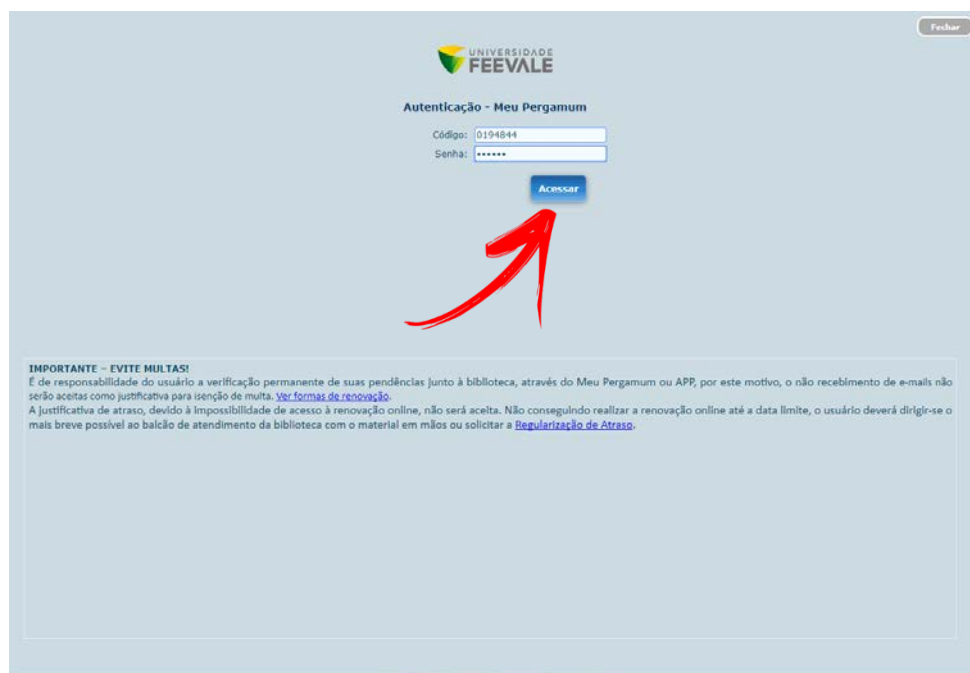 Fechar
UNIVERSIDADE
FEEVALE
Autenticação - Meu Pergamum
Código: 0194844
Senha: ••••••
Acessar
IMPORTANTE - EVITE MULTAS!
É de responsabilidade do usuário a verificação permanente de suas pendências junto à biblioteca, através do Meu Pergamum ou APP, por este motivo, o não recebimento de e-mails não
serão aceitas como justificativa para isenção de multa. Ver formas de renovação.
A justificativa de atraso, devido à impossibilidade de acesso à renovação online, não será aceita. Não conseguindo realizar a renovação online até a data limite, o usuário deverá dirigir-se o
mais breve possível ao balcão de atendimento da biblioteca com o material em mãos ou solicitar a Regularização de Atraso.